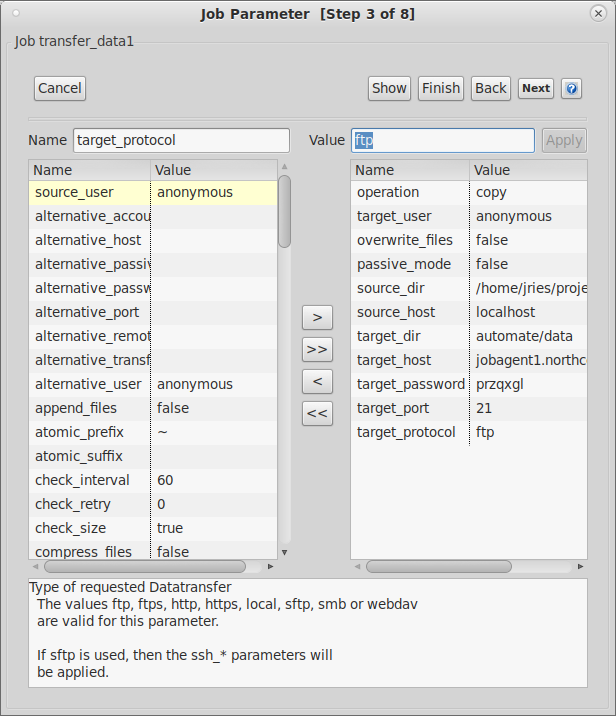 Job Parameter [Step 3 of 8]
Job transfer_data1
Cancel Show Finish Back Next ?
Name target_protocol Value ftp Apply
Name Value
source_user anonymous
alternative_accou
alternative_host
alternative_passiv
alternative_passw
alternative_port
alternative_remot
alternative_transf
alternative_user anonymous
append_files false
atomic_prefix ~
atomic_suffix
check_interval 60
check_retry 0
check_size true
compress_files false
>
>>
<
<<
Name Value
operation copy
target_user anonymous
overwrite_files false
passive_mode false
source_dir /home/jries/proje
source_host localhost
target_dir automate/data
target_host jobagent1.northc
target_password przqxgl
target_port 21
target_protocol ftp
Type of requested Datatransfer
The values ftp, ftps, http, https, local, sftp, smb or webdav
are valid for this parameter.
If sftp is used, then the ssh_* parameters will
be applied.